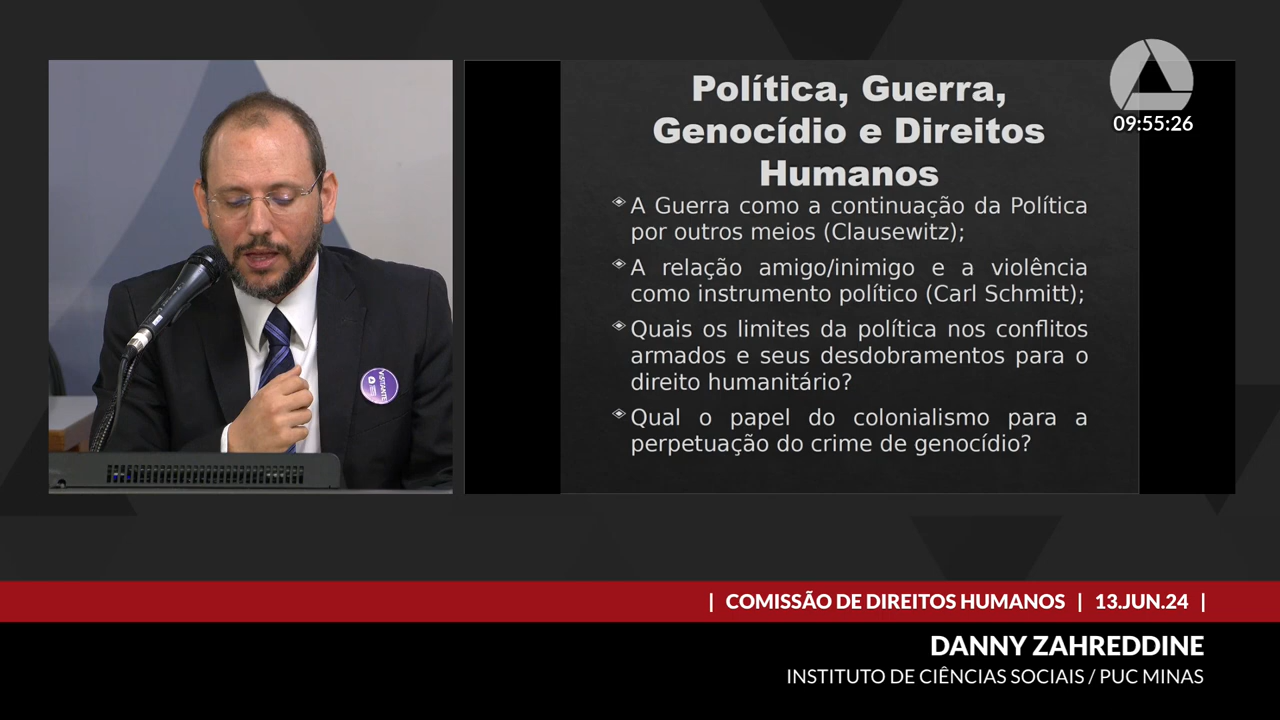 Política, Guerra,
Genocídio e Direitos
Humanos
A Guerra como a continuação da Política
por outros meios (Clausewitz);
A relação amigo/inimigo e a violência
como instrumento político (Carl Schmitt);
Quais os limites da política nos conflitos
armados e seus desdobramentos para o
direito humanitário?
Qual o papel do colonialismo para a
perpetuação do crime de genocídio?
09:55:26
VISITANTE
| COMISSÃO DE DIREITOS HUMANOS | 13.JUN.24 |
DANNY ZAHREDDINE
INSTITUTO DE CIÊNCIAS SOCIAIS / PUC MINAS